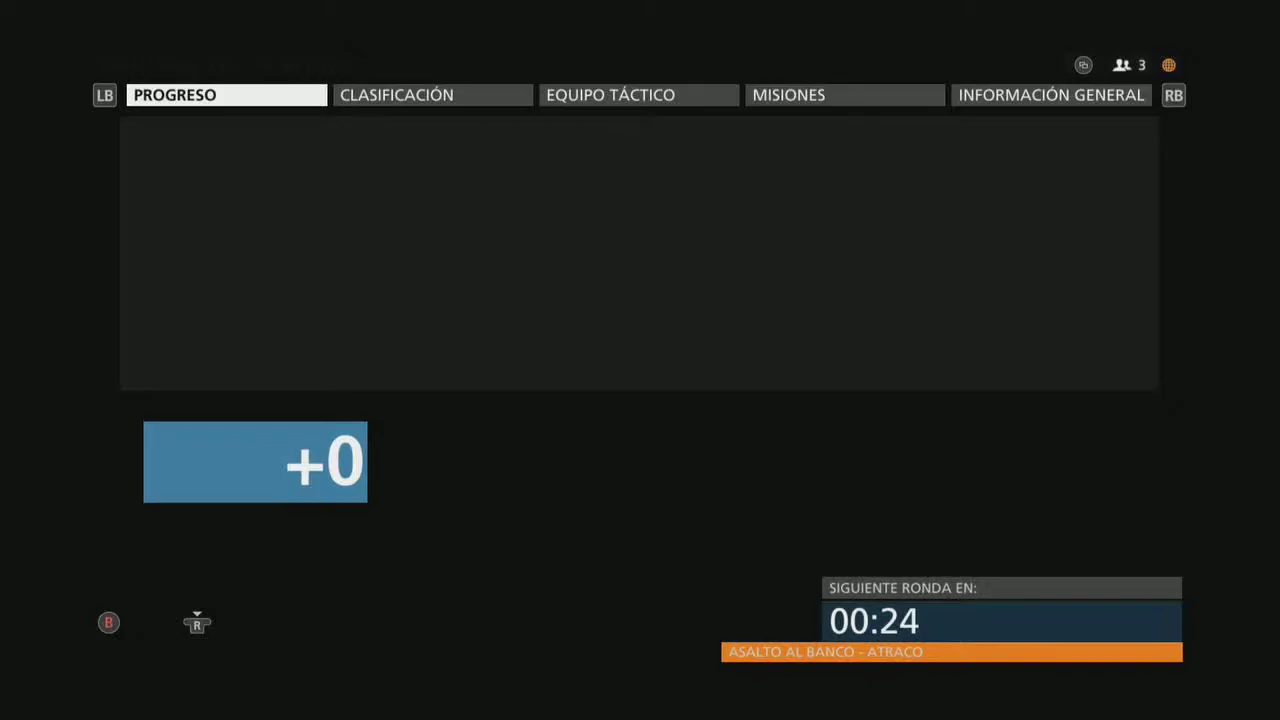 3
LB PROGRESO CLASIFICACIÓN EQUIPO TÁCTICO MISIONES INFORMACIÓN GENERAL RB
+0
SIGUIENTE RONDA EN:
00:24
B R
ASALTO AL BANCO - ATRACO